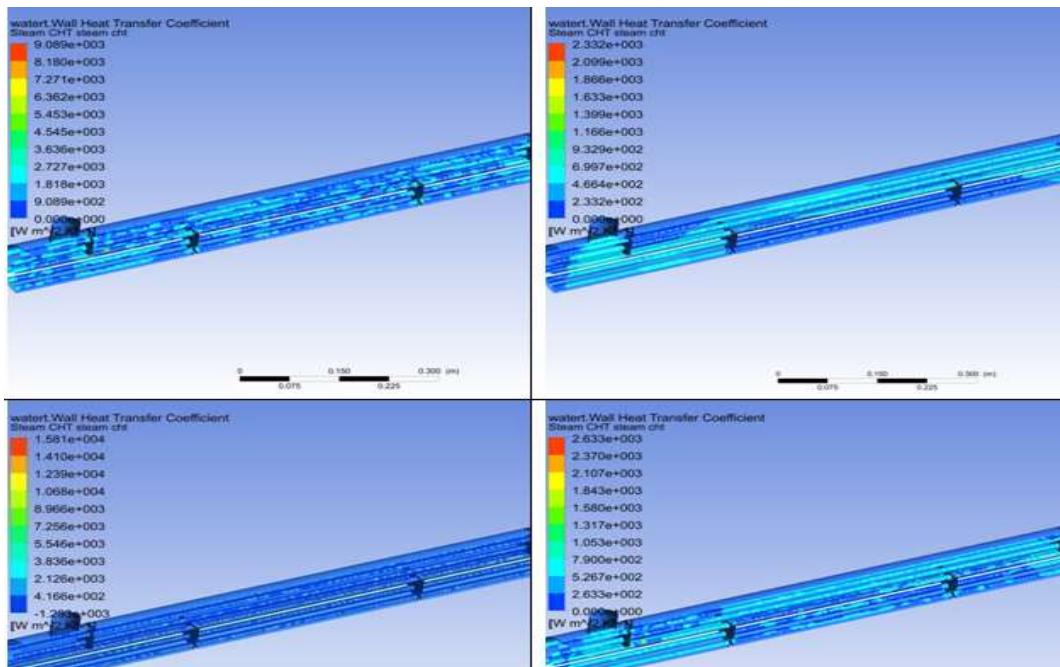 watert.Wall Heat Transfer Coefficient
Steam CHT steam cht
9.089e+003
8.180e+003
7.271e+003
6.362e+003
5.453e+003
4.545e+003
3.636e+003
2.727e+003
1.818e+003
9.089e+002
0.000e+000
[W m^
0
0.150
0.300
(m)
0.075
0.225
watert.Wall Heat Transfer Coefficient
Steam CHT steam cht
2.332e+003
2.099e+003
1.866e+003
1.633e+003
1.399e+003
1.166e+003
9.329e+002
6.997e+002
4.664e+002
2.332e+002
0.000e+000
[W m^
0
0.150
0.300
(m)
0.075
0.225
watert.Wall Heat Transfer Coefficient
Steam CHT steam cht
1.581e+004
1.410e+004
1.239e+004
1.068e+004
8.966e+003
7.256e+003
5.546e+003
3.836e+003
2.126e+003
4.166e+002
[W m^
watert.Wall Heat Transfer Coefficient
Steam CHT steam cht
2.633e+003
2.370e+003
2.107e+003
1.843e+003
1.580e+003
1.317e+003
1.053e+003
7.900e+002
5.267e+002
2.633e+002
0.000e+000
[W m^